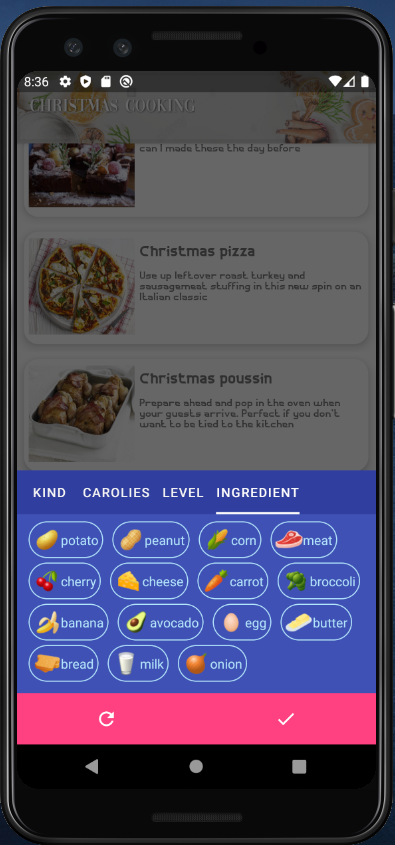 8:36
CHRISTMAS COOKING
can I made these the day before
Christmas pizza
Use up leftover roast turkey and
sausagemeat stuffing in this new spin on an
Italian classic
Christmas poussin
Prepare ahead and pop in the oven when
your guests arrive. Perfect if you don't
want to be tied to the kitchen
KIND CAROLIES LEVEL INGREDIENT
potato peanut corn meat
cherry cheese carrot broccoli
banana avocado egg butter
bread milk onion